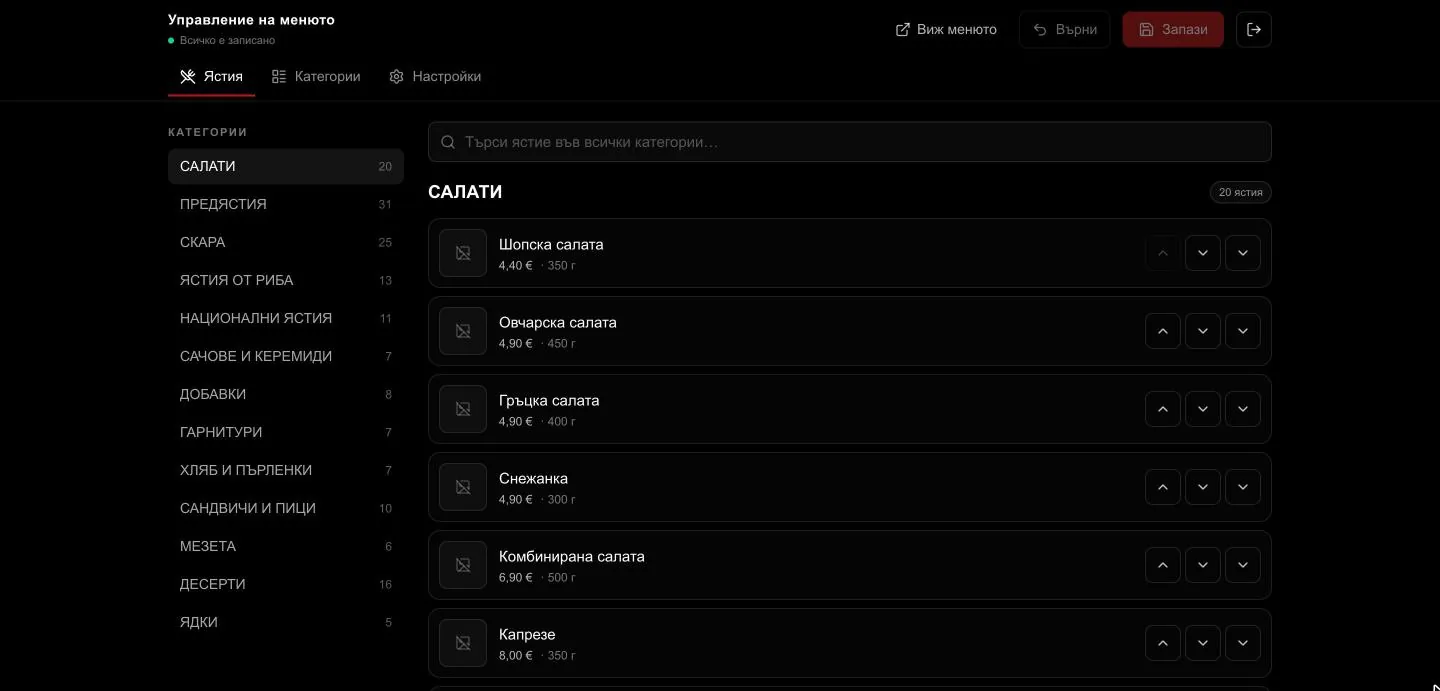 Управление на менюто
Всичко е записано
Виж менюто
Върни
Запази
Ястия
Категории
Настройки
КАТЕГОРИИ
САЛАТИ 20
ПРЕДЯСТИЯ 31
СКАРА 25
ЯСТИЯ ОТ РИБА 13
НАЦИОНАЛНИ ЯСТИЯ 11
САЧОВЕ И КЕРЕМИДИ 7
ДОБАВКИ 8
ГАРНИТУРИ 7
ХЛЯБ И ПЪРЛЕНКИ 7
САНДВИЧИ И ПИЦИ 10
МЕЗЕТА 6
ДЕСЕРТИ 16
ЯДКИ 5
Търси ястие във всички категории…
САЛАТИ
20 ястия
Шопска салата
4,40 € · 350 г
Овчарска салата
4,90 € · 450 г
Гръцка салата
4,90 € · 400 г
Снежанка
4,90 € · 300 г
Комбинирана салата
6,90 € · 500 г
Капрезе
8,00 € · 350 г